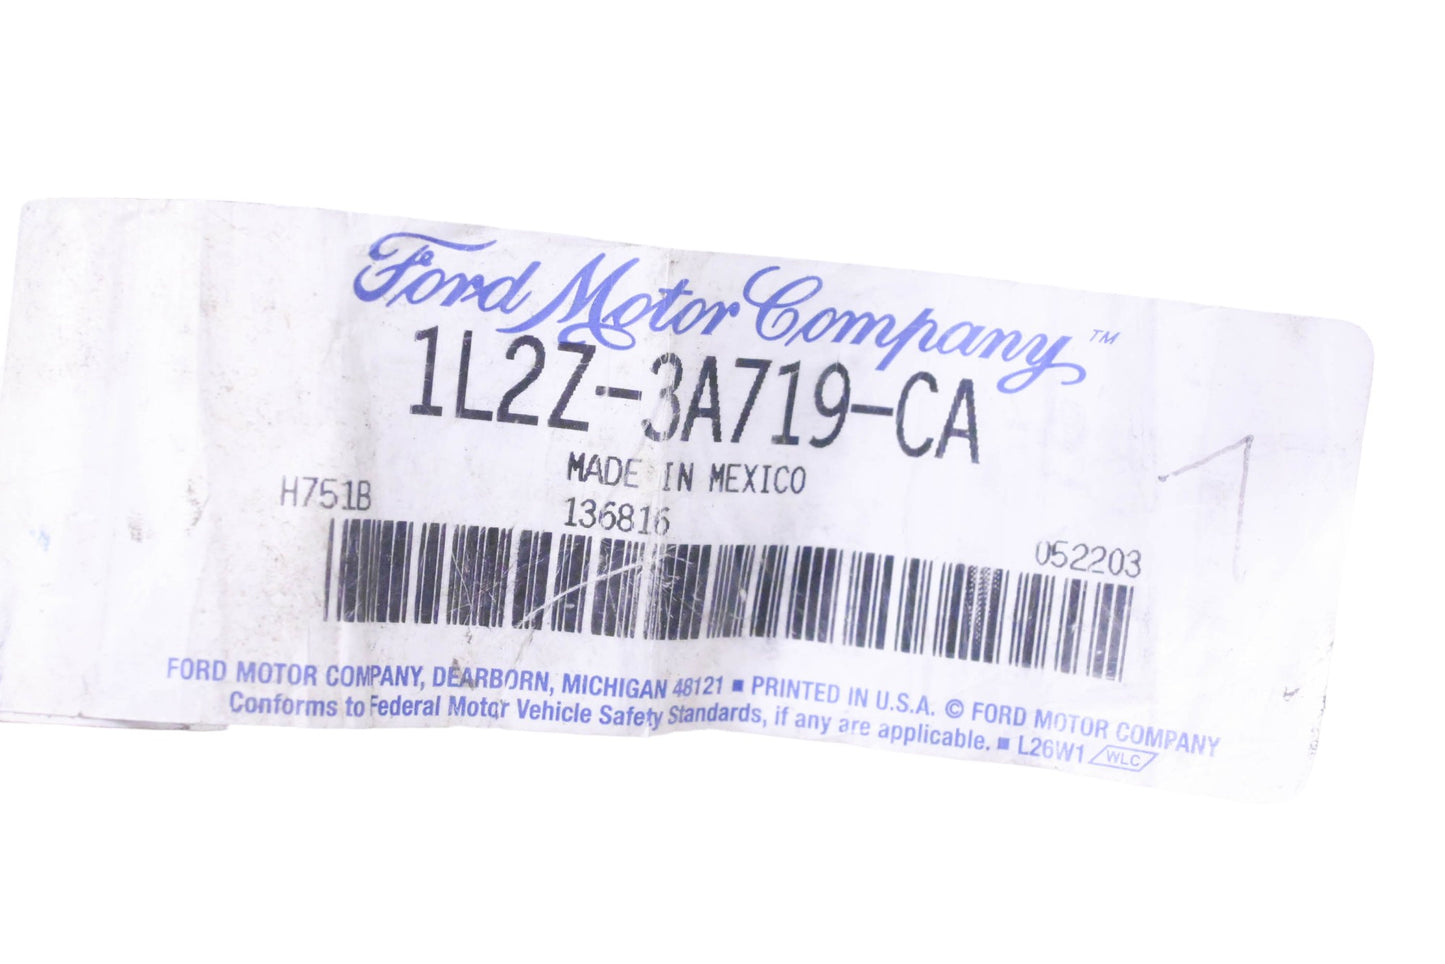 Ford Motor Company™
1L2Z-3A719-CA
MADE IN MEXICO
H751B
136816
052203
1
FORD MOTOR COMPANY, DEARBORN, MICHIGAN 48121 ■ PRINTED IN U.S.A. © FORD MOTOR COMPANY
Conforms to Federal Motor Vehicle Safety Standards, if any are applicable. ■ L26W1 WLC